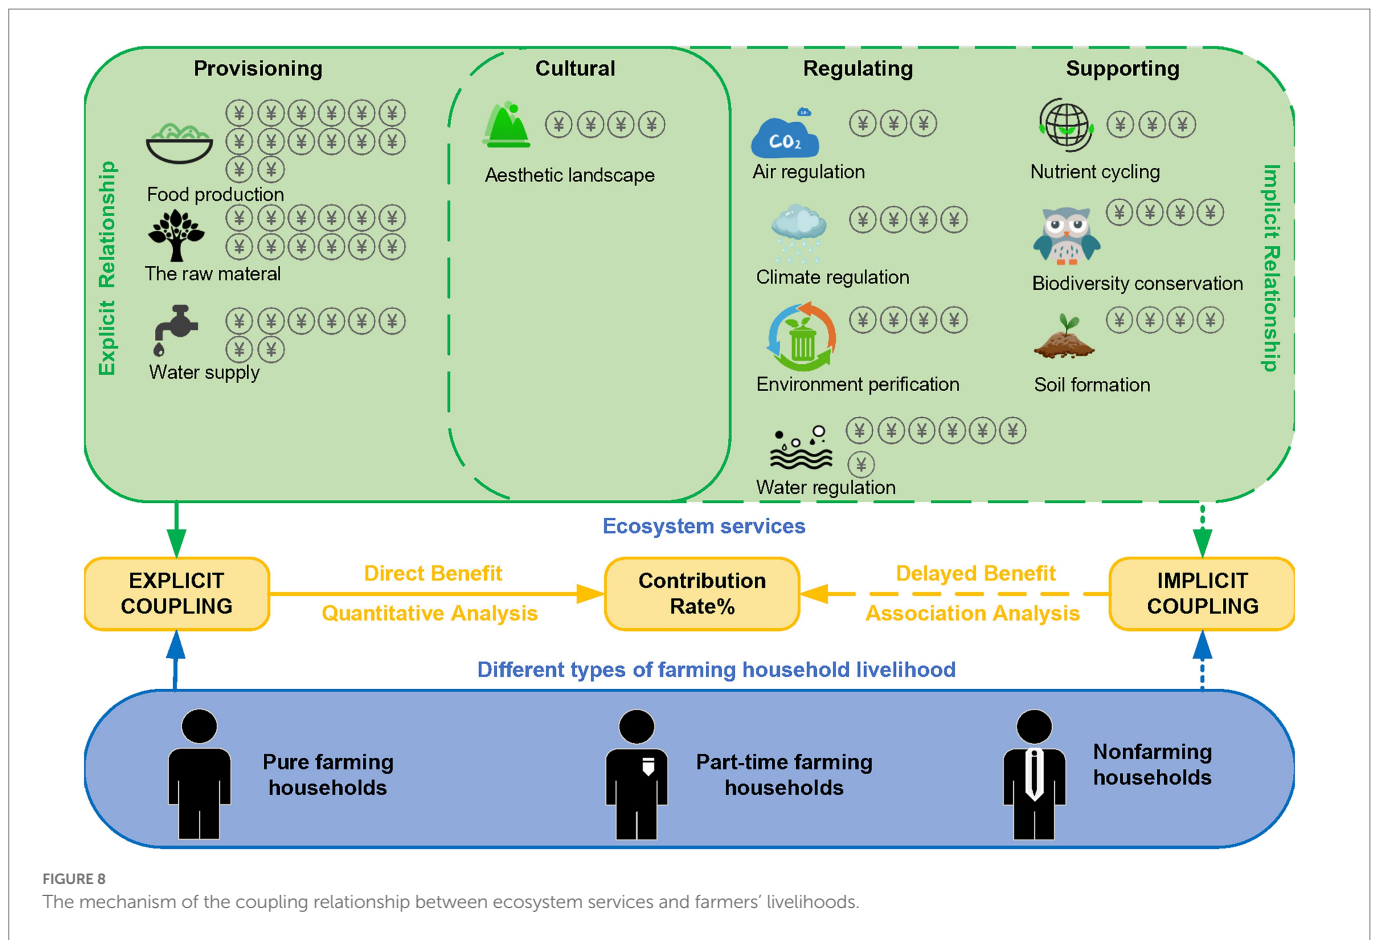 Provisioning
Cultural
Regulating
Supporting
Explicit Relationship
¥ ¥ ¥ ¥ ¥ ¥
¥ ¥ ¥ ¥ ¥ ¥
¥ ¥
Food production
¥ ¥ ¥ ¥ ¥ ¥
¥ ¥ ¥ ¥ ¥ ¥
The raw materal
¥ ¥ ¥ ¥ ¥ ¥
¥ ¥
Water supply
¥ ¥ ¥ ¥
Aesthetic landscape
CO₂
CO₂
¥ ¥ ¥
Air regulation
¥ ¥ ¥ ¥
Climate regulation
¥ ¥ ¥ ¥
Environment perification
¥ ¥ ¥ ¥ ¥ ¥
¥
Water regulation
¥ ¥ ¥
Nutrient cycling
¥ ¥ ¥ ¥
Biodiversity conservation
¥ ¥ ¥ ¥
Soil formation
Implicit Relationship
Ecosystem services
EXPLICIT
COUPLING
Direct Benefit
Quantitative Analysis
Contribution
Rate%
Delayed Benefit
Association Analysis
IMPLICIT
COUPLING
Different types of farming household livelihood
Pure farming
households
Part-time farming
households
Nonfarming
households
FIGURE 8
The mechanism of the coupling relationship between ecosystem services and farmers’ livelihoods.